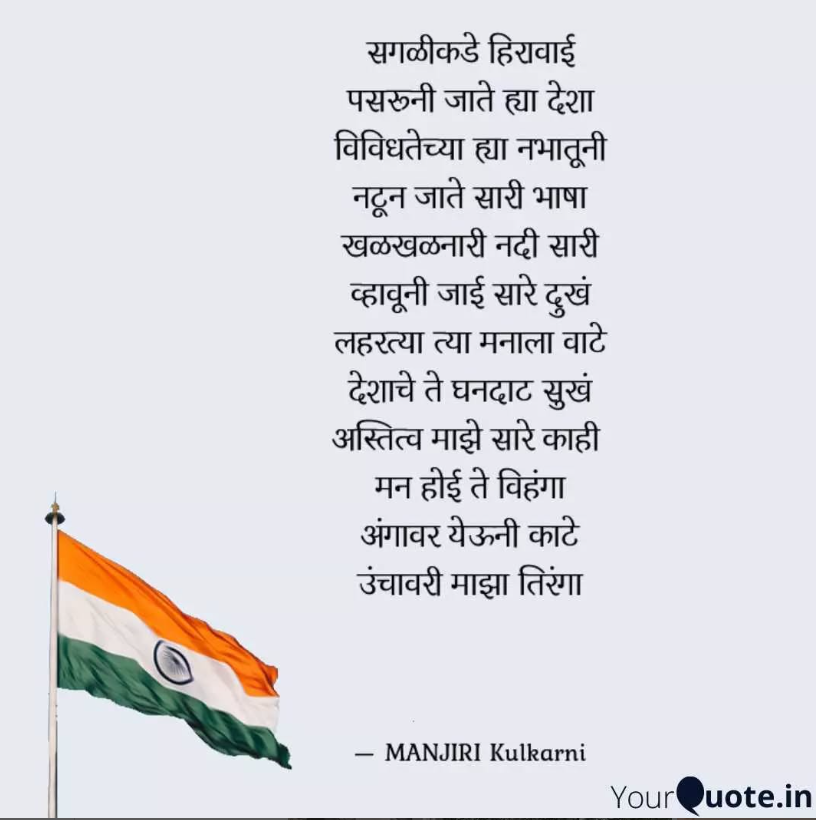 सगळीकडे हिरावाई
पसरूनी जाते ह्या देशा
विविधतेच्या ह्या नभातूनी
नटून जाते सारी भाषा
खळखळनारी नदी सारी
व्हावूनी जाई सारे दुखं
लहरत्या त्या मनाला वाटे
देशाचे ते घनदाट सुखं
अस्तित्व माझे सारे काही
मन होई ते विहंगा
अंगावर येऊनी काटे
उंचावरी माझा तिरंगा
— MANJIRI Kulkarni
YourQuote.in